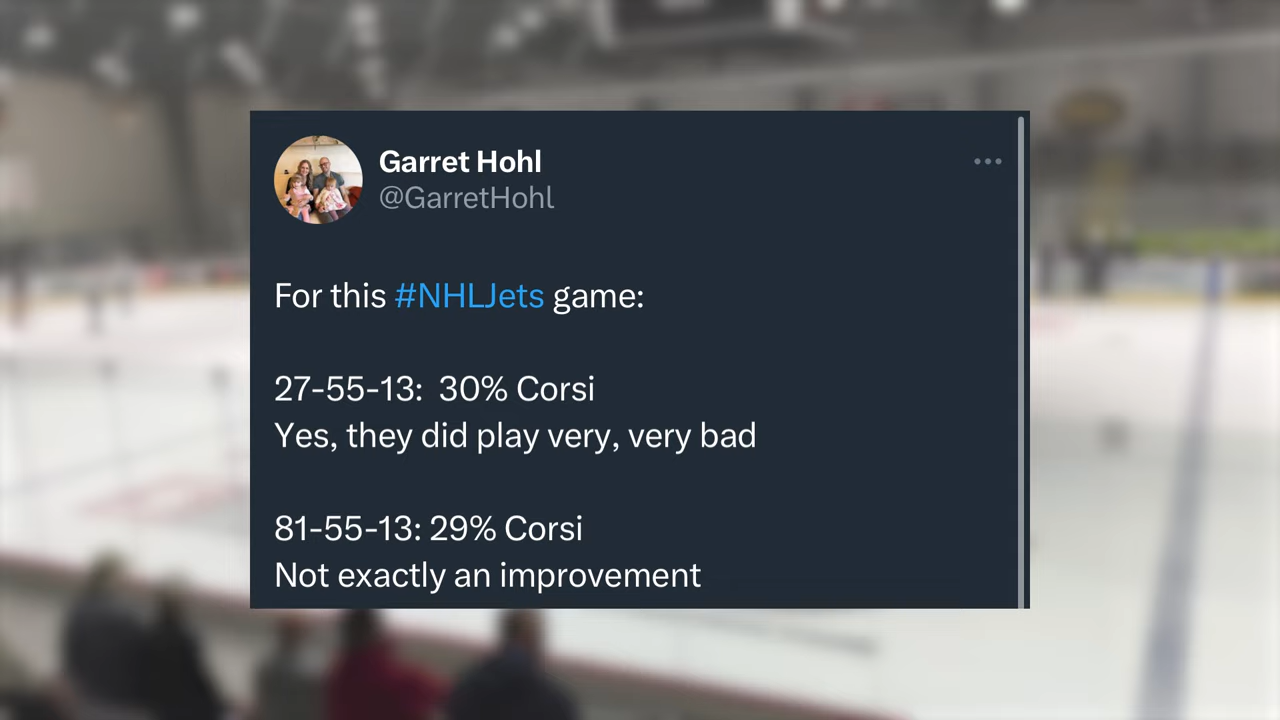 Garret Hohl
@GarretHohl
For this #NHLJets game:
27-55-13:  30% Corsi
Yes, they did play very, very bad
81-55-13: 29% Corsi
Not exactly an improvement